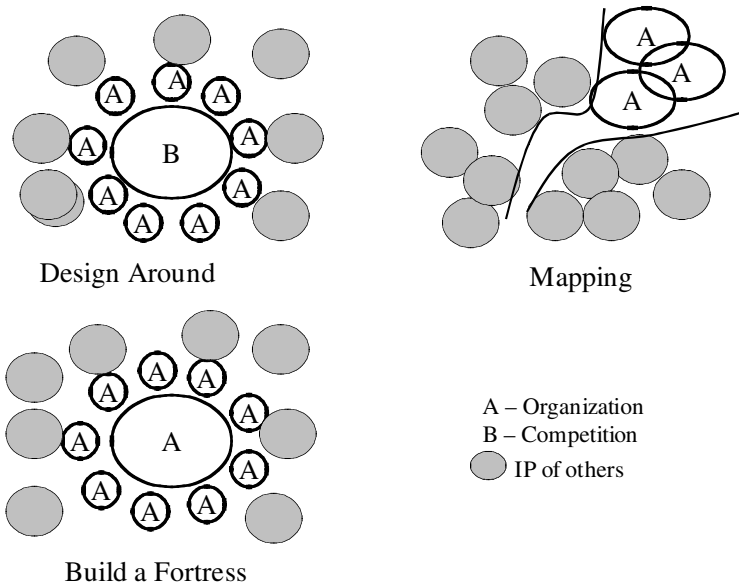 A
A A
A B A
A A
A A
Design Around
A
A
A
Mapping
A A
A A
A A A
A A
A A
Build a Fortress
A – Organization
B – Competition
IP of others